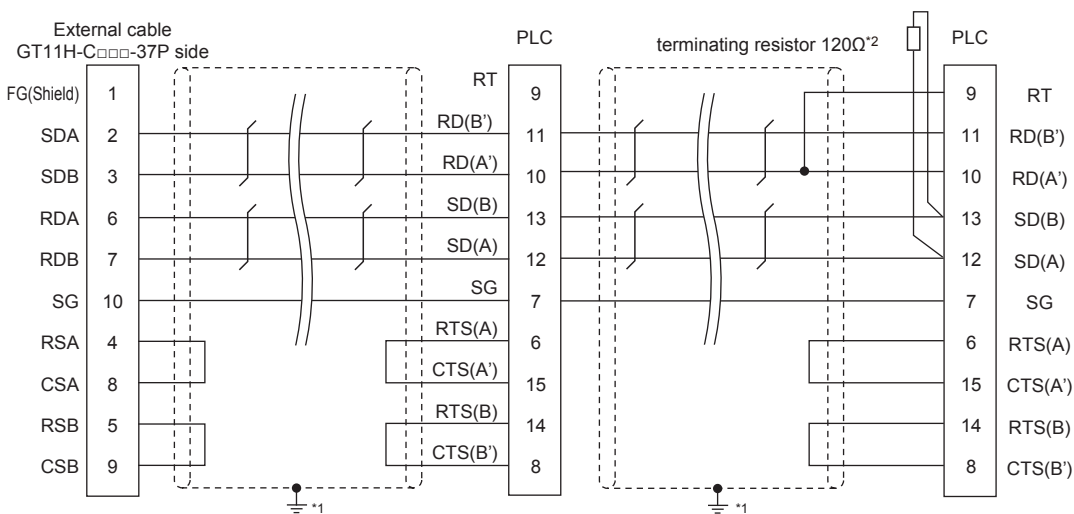 External cable
GT11H-C□□□-37P side
PLC
terminating resistor 120Ω*2
PLC
FG(Shield) 1
RT 9
9 RT
SDA 2
RD(B') 11
11 RD(B')
SDB 3
RD(A') 10
10 RD(A')
RDA 6
SD(B) 13
13 SD(B)
RDB 7
SD(A) 12
12 SD(A)
SG 10
SG 7
7 SG
RSA 4
RTS(A) 6
6 RTS(A)
CSA 8
CTS(A') 15
15 CTS(A')
RSB 5
RTS(B) 14
14 RTS(B)
CSB 9
CTS(B') 8
8 CTS(B')
*1
*1